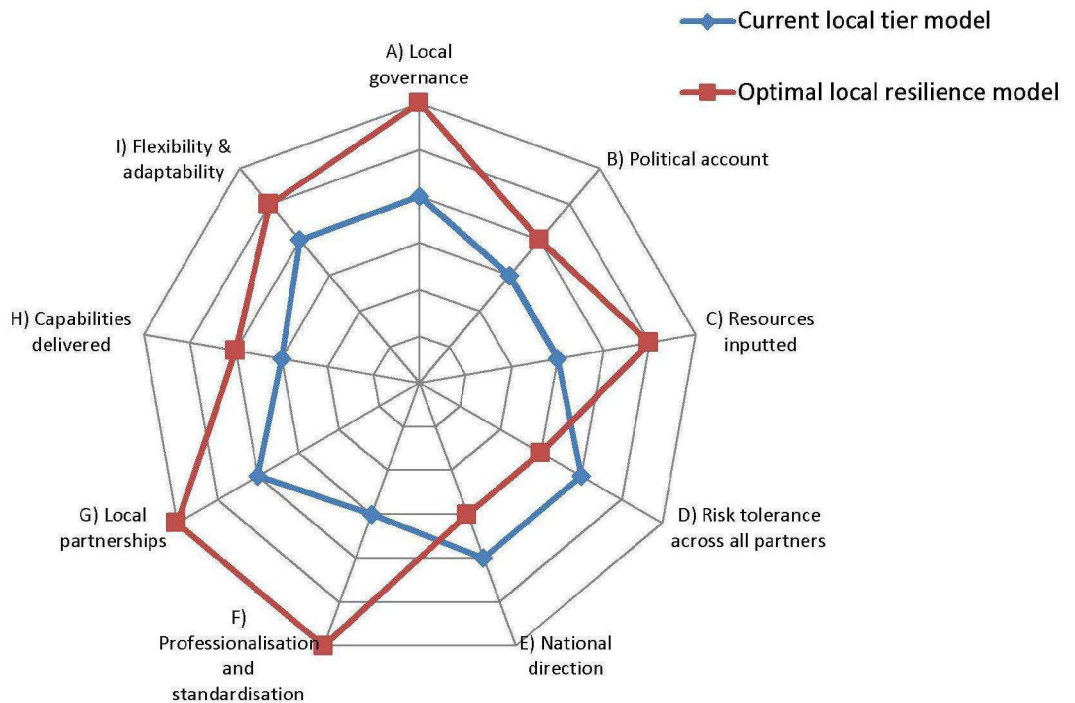 Current local tier model
Optimal local resilience model
A) Local
governance
B) Political account
C) Resources
inputted
D) Risk tolerance
across all partners
E) National
direction
F)
Professionalisation
and
standardisation
G) Local
partnerships
H) Capabilities
delivered
I) Flexibility &
adaptability